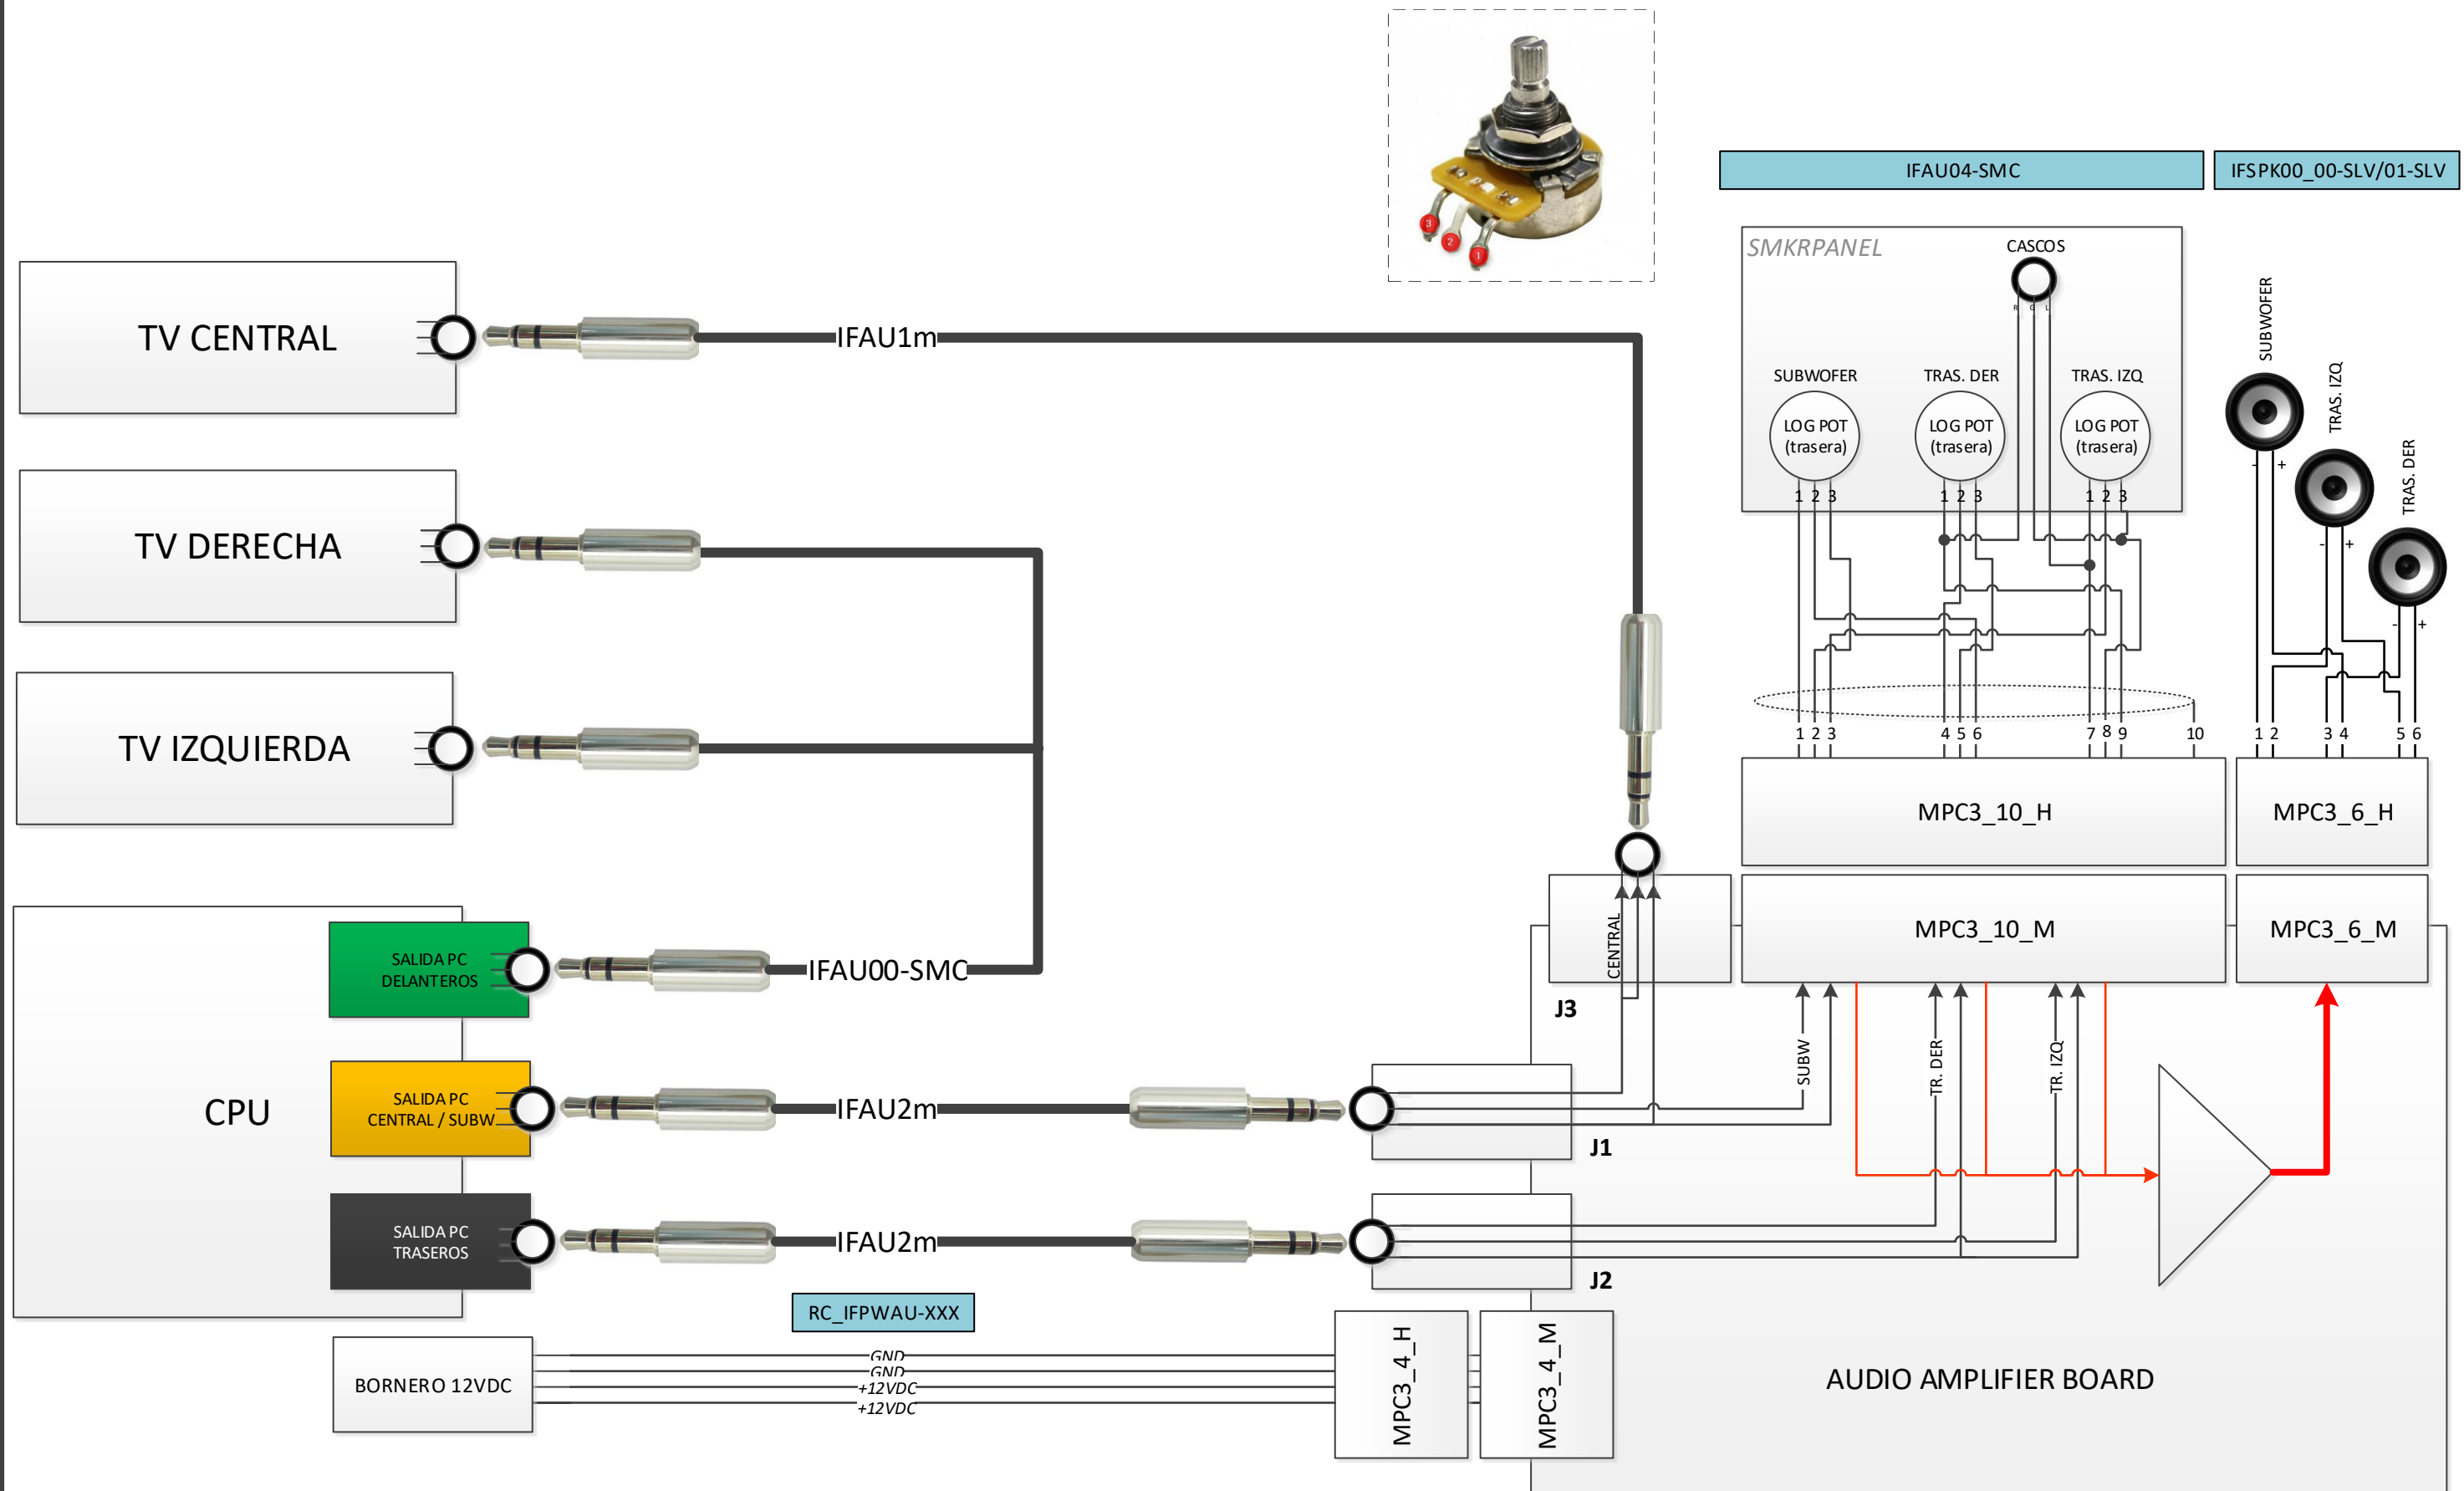 3
2
1
IFAU04-SMC
IFSPK00_00-SLV/01-SLV
SMKRPANEL
CASCOS
R G L
SUBWOFER
TRAS. DER
TRAS. IZQ
LOG POT
(trasera)
LOG POT
(trasera)
LOG POT
(trasera)
1 2 3
1 2 3
1 2 3
SUBWOFER
TRAS. IZQ
TRAS. DER
- +
- +
- +
TV CENTRAL
IFAU1m
TV DERECHA
TV IZQUIERDA
1 2 3
4 5 6
7 8 9
10
1 2
3 4
5 6
MPC3_10_H
MPC3_6_H
CENTRAL
MPC3_10_M
MPC3_6_M
J3
CPU
SALIDA PC
DELANTEROS
IFAU00-SMC
SALIDA PC
CENTRAL / SUBW
IFAU2m
J1
SUBW
TR. DER
TR. IZQ
SALIDA PC
TRASEROS
IFAU2m
J2
RC_IFPWAU-XXX
BORNERO 12VDC
GND
GND
+12VDC
+12VDC
MPC3_4_H
MPC3_4_M
AUDIO AMPLIFIER BOARD